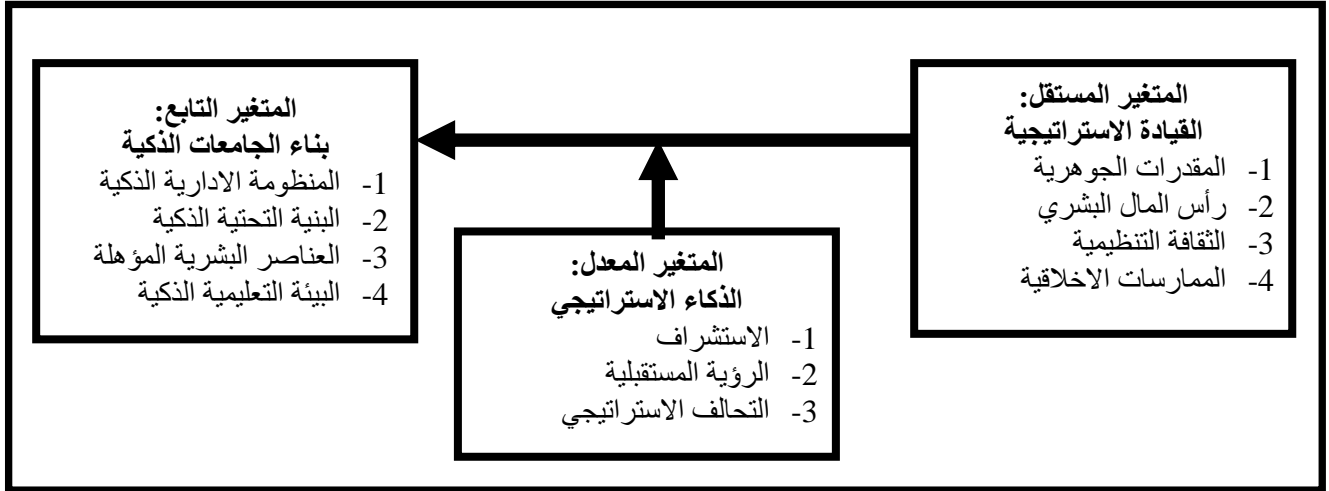 المتغير المستقل:
القيادة الاستراتيجية
1- المقدرات الجوهرية
2- رأس المال البشري
3- الثقافة التنظيمية
4- الممارسات الاخلاقية
المتغير المعدل:
الذكاء الاستراتيجي
1- الاستشراف
2- الرؤية المستقبلية
3- التحالف الاستراتيجي
المتغير التابع:
بناء الجامعات الذكية
1- المنظومة الادارية الذكية
2- البنية التحتية الذكية
3- العناصر البشرية المؤهلة
4- البيئة التعليمية الذكية